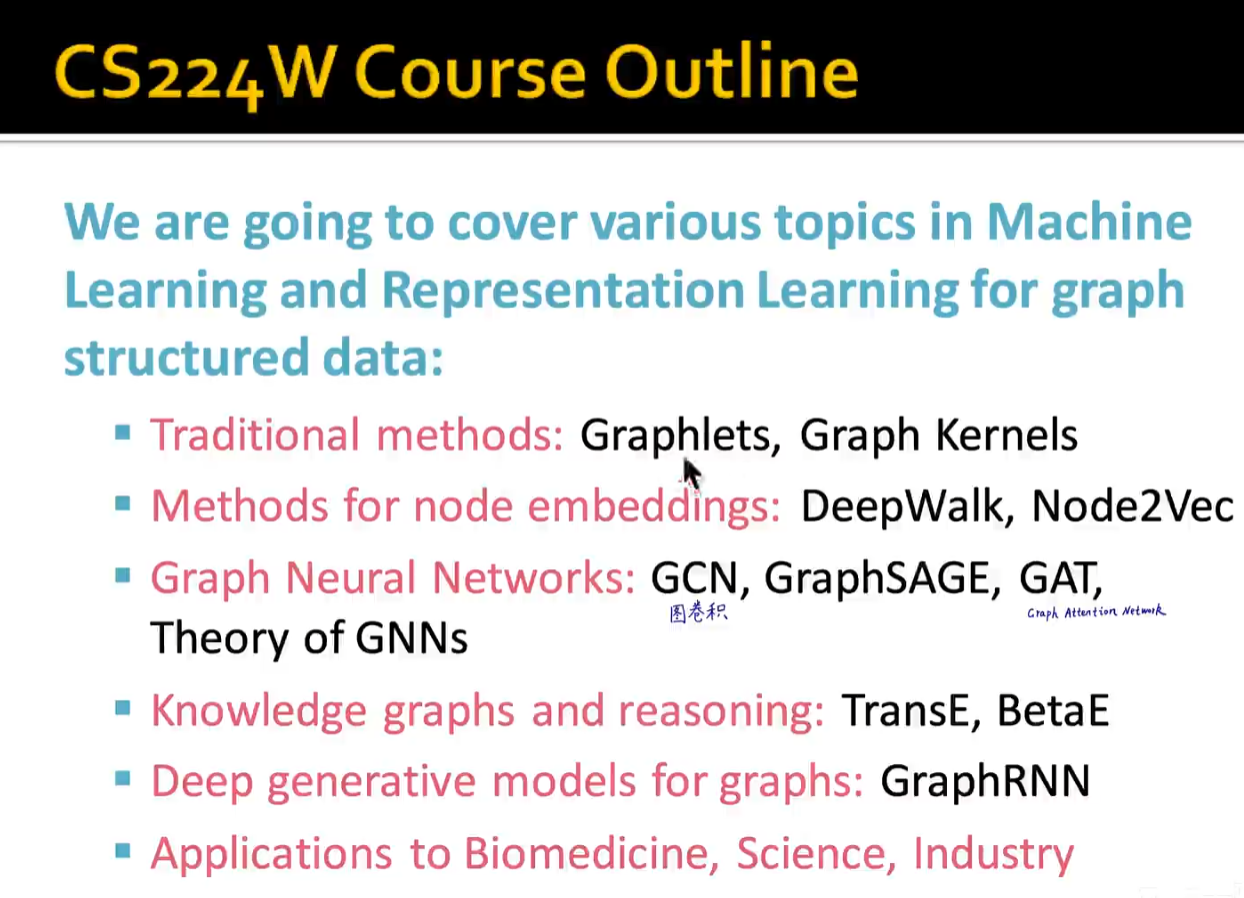 CS224W Course Outline
We are going to cover various topics in Machine
Learning and Representation Learning for graph
structured data:
Traditional methods: Graphlets, Graph Kernels
Methods for node embeddings: DeepWalk, Node2Vec
Graph Neural Networks: GCN, GraphSAGE, GAT,
图卷积 Graph Attention Network
Theory of GNNs
Knowledge graphs and reasoning: TransE, BetaE
Deep generative models for graphs: GraphRNN
Applications to Biomedicine, Science, Industry